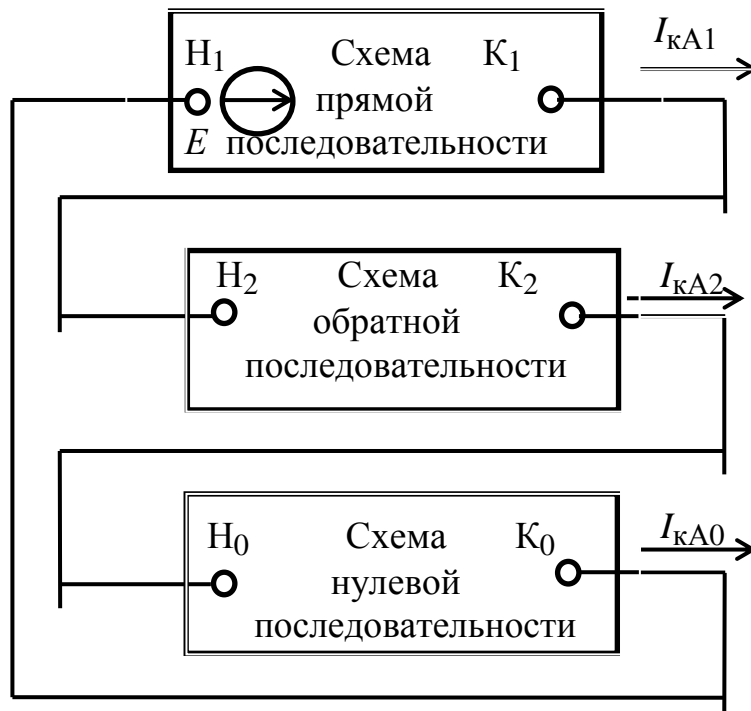 Н1 Схема К1 IкА1
прямой
E последовательности
Н2 Схема К2 IкА2
обратной
последовательности
Н0 Схема К0 IкА0
нулевой
последовательности